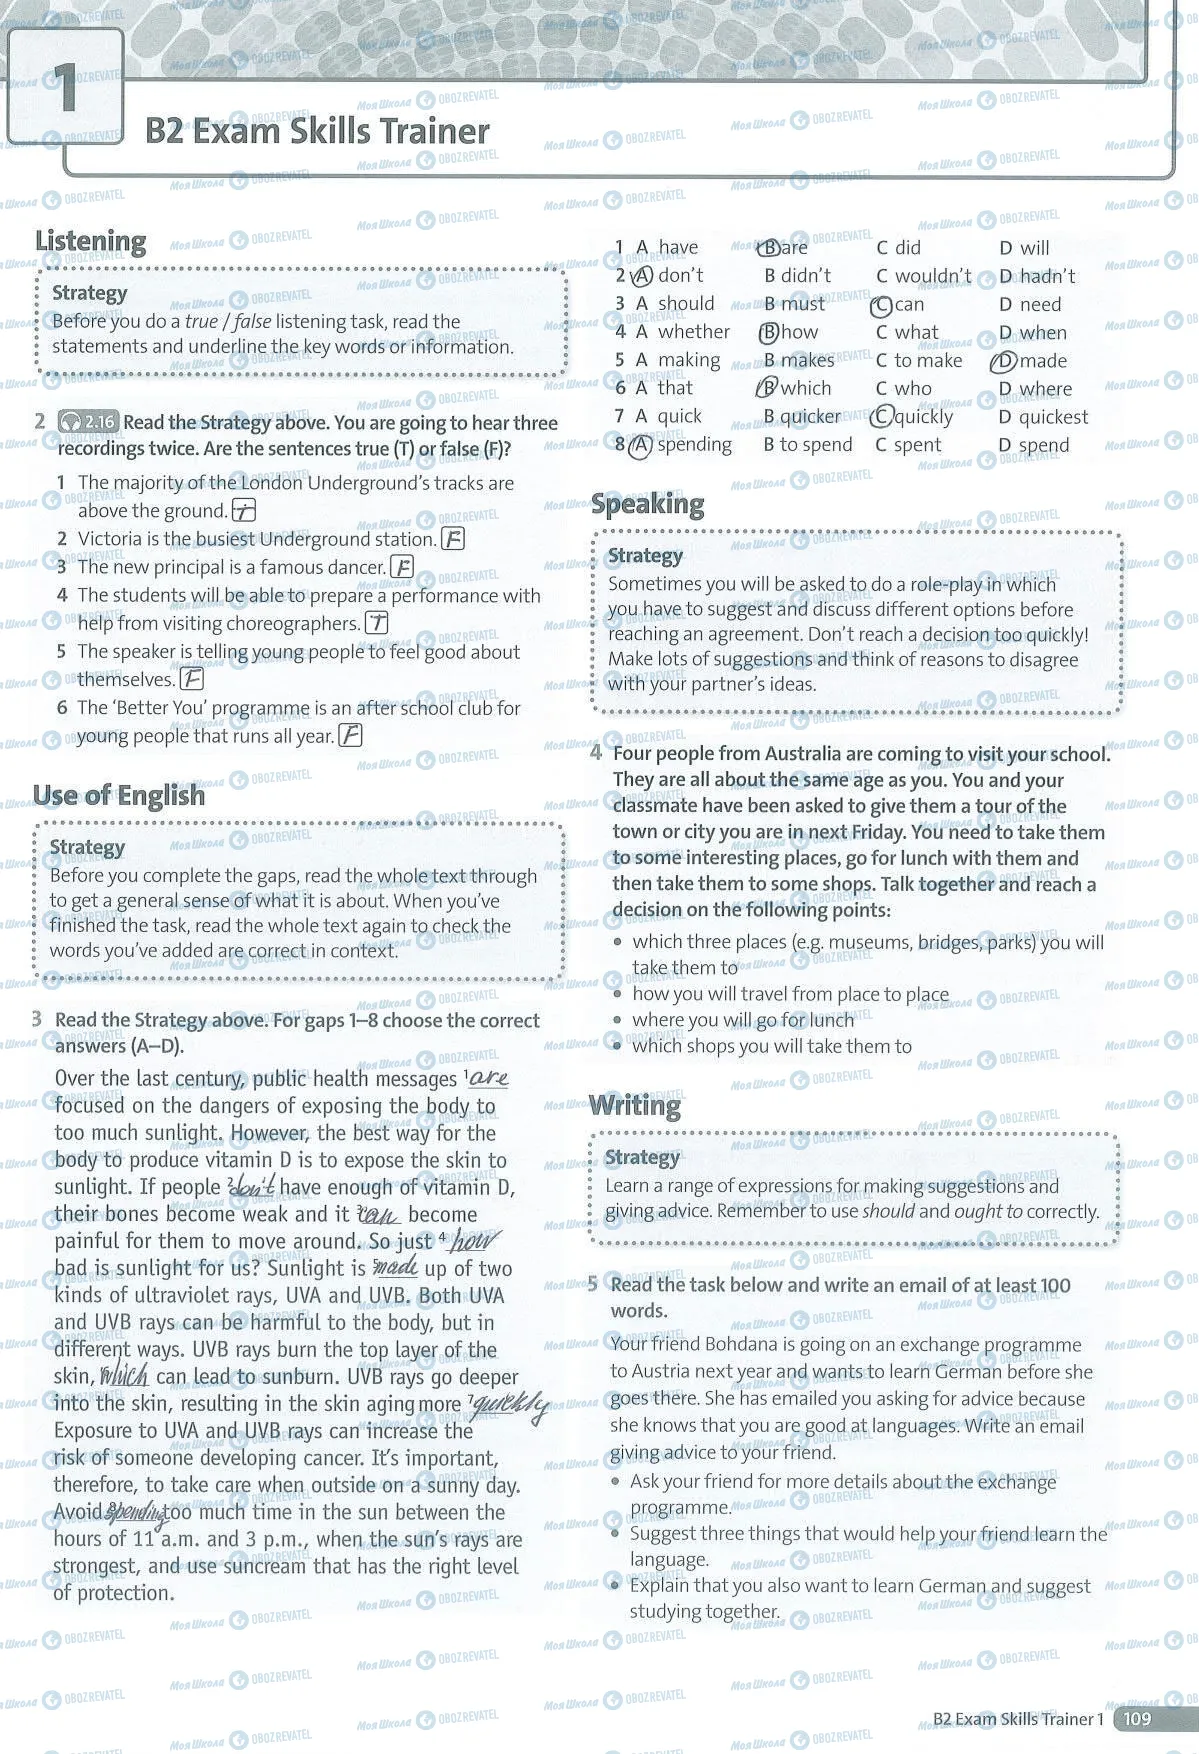 1
B2 Exam Skills Trainer
Listening
Strategy
Before you do a true / false listening task, read the
statements and underline the key words or information.
2 2.16 Read the Strategy above. You are going to hear three
recordings twice. Are the sentences true (T) or false (F)?
1 The majority of the London Underground's tracks are
above the ground. T
2 Victoria is the busiest Underground station. F
3 The new principal is a famous dancer. F
4 The students will be able to prepare a performance with
help from visiting choreographers. T
5 The speaker is telling young people to feel good about
themselves. F
6 The 'Better You' programme is an after school club for
young people that runs all year. F
Use of English
Strategy
Before you complete the gaps, read the whole text through
to get a general sense of what it is about. When you've
finished the task, read the whole text again to check the
words you've added are correct in context.
3 Read the Strategy above. For gaps 1–8 choose the correct
answers (A–D).
Over the last century, public health messages 1 are
focused on the dangers of exposing the body to
too much sunlight. However, the best way for the
body to produce vitamin D is to expose the skin to
sunlight. If people 2 don't have enough of vitamin D,
their bones become weak and it 3 can become
painful for them to move around. So just 4 how
bad is sunlight for us? Sunlight is 5 made up of two
kinds of ultraviolet rays, UVA and UVB. Both UVA
and UVB rays can be harmful to the body, but in
different ways. UVB rays burn the top layer of the
skin, 6 which can lead to sunburn. UVB rays go deeper
into the skin, resulting in the skin aging more 7 quickly
Exposure to UVA and UVB rays can increase the
risk of someone developing cancer. It's important,
therefore, to take care when outside on a sunny day.
Avoid 8 spending too much time in the sun between the
hours of 11 a.m. and 3 p.m., when the sun's rays are
strongest, and use suncream that has the right level
of protection.
1 A have B are C did D will
2 A don't B didn't C wouldn't D hadn't
3 A should B must C can D need
4 A whether B how C what D when
5 A making B makes C to make D made
6 A that B which C who D where
7 A quick B quicker C quickly D quickest
8 A spending B to spend C spent D spend
Speaking
Strategy
Sometimes you will be asked to do a role-play in which
you have to suggest and discuss different options before
reaching an agreement. Don't reach a decision too quickly!
Make lots of suggestions and think of reasons to disagree
with your partner's ideas.
4 Four people from Australia are coming to visit your school.
They are all about the same age as you. You and your
classmate have been asked to give them a tour of the
town or city you are in next Friday. You need to take them
to some interesting places, go for lunch with them and
then take them to some shops. Talk together and reach a
decision on the following points:
• which three places (e.g. museums, bridges, parks) you will
take them to
• how you will travel from place to place
• where you will go for lunch
• which shops you will take them to
Writing
Strategy
Learn a range of expressions for making suggestions and
giving advice. Remember to use should and ought to correctly.
5 Read the task below and write an email of at least 100
words.
Your friend Bohdana is going on an exchange programme
to Austria next year and wants to learn German before she
goes there. She has emailed you asking for advice because
she knows that you are good at languages. Write an email
giving advice to your friend.
• Ask your friend for more details about the exchange
programme.
• Suggest three things that would help your friend learn the
language.
• Explain that you also want to learn German and suggest
studying together.
B2 Exam Skills Trainer 1 109
Моя Школа OBOZREVATEL